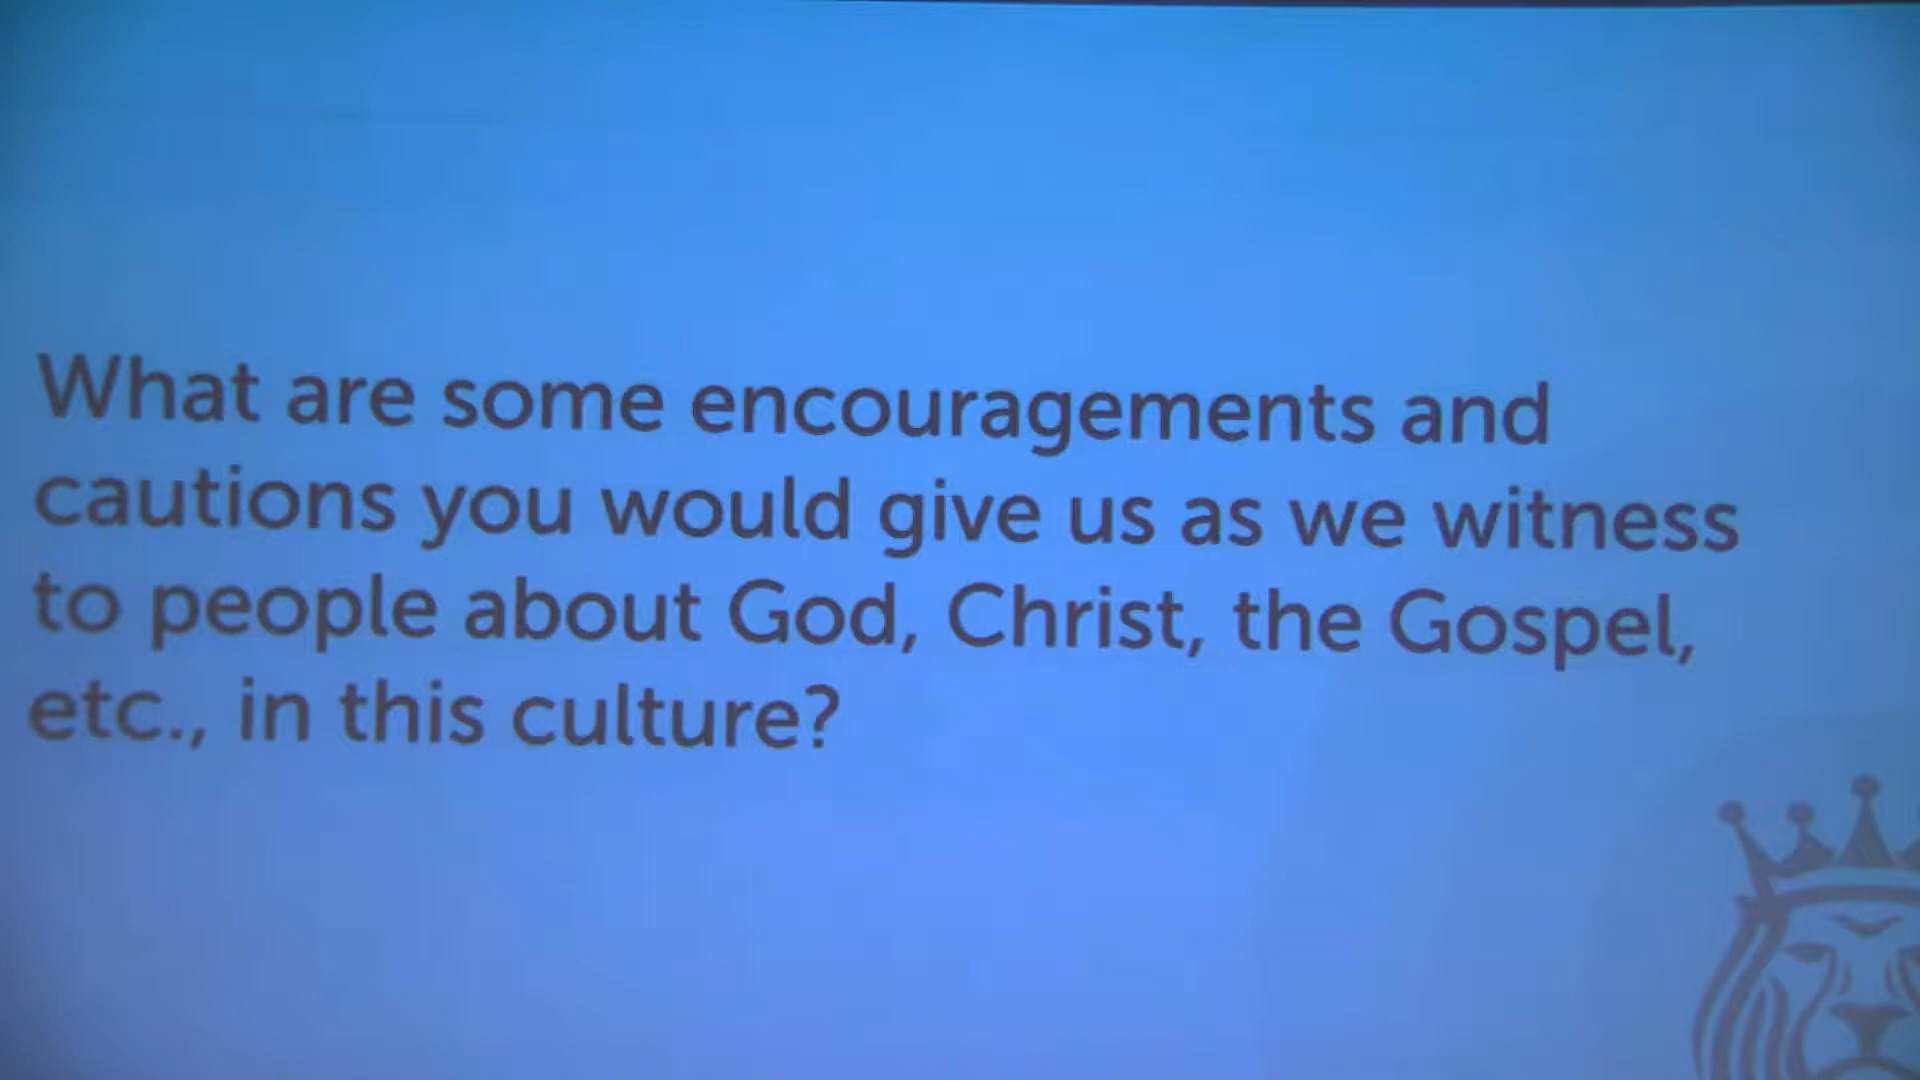 What are some encouragements and
cautions you would give us as we witness
to people about God, Christ, the Gospel,
etc., in this culture?